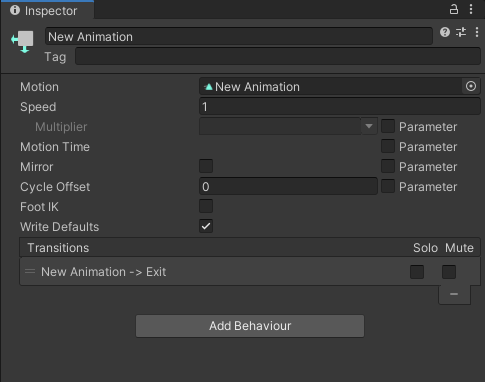 Inspector
New Animation
Tag
Motion New Animation
Speed 1
Multiplier Parameter
Motion Time Parameter
Mirror Parameter
Cycle Offset 0 Parameter
Foot IK
Write Defaults
Transitions Solo Mute
New Animation -> Exit
Add Behaviour